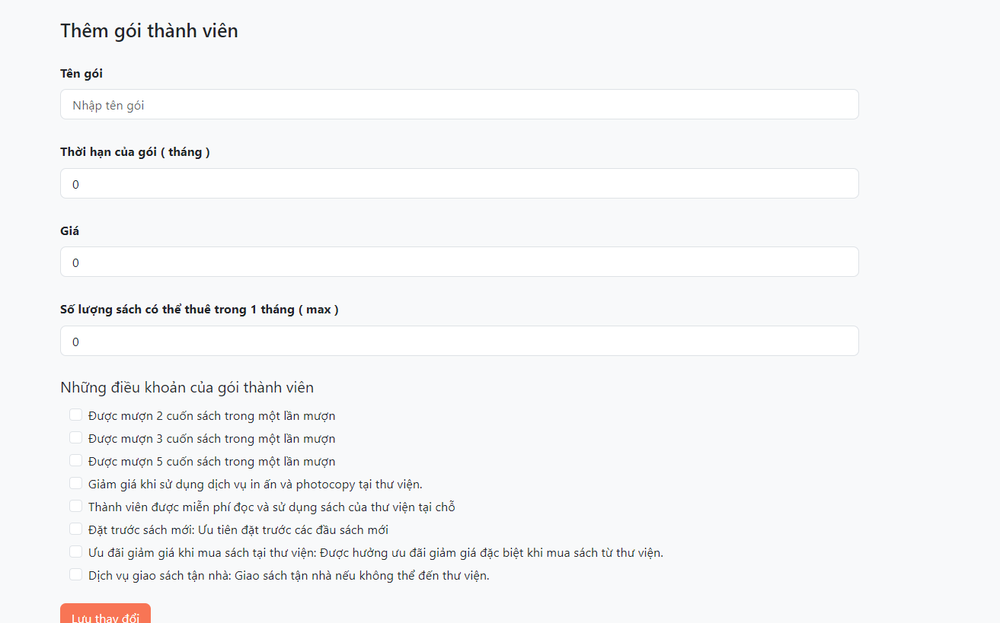 Thêm gói thành viên
Tên gói
Nhập tên gói
Thời hạn của gói ( tháng )
0
Giá
0
Số lượng sách có thể thuê trong 1 tháng ( max )
0
Những điều khoản của gói thành viên
Được mượn 2 cuốn sách trong một lần mượn
Được mượn 3 cuốn sách trong một lần mượn
Được mượn 5 cuốn sách trong một lần mượn
Giảm giá khi sử dụng dịch vụ in ấn và photocopy tại thư viện.
Thành viên được miễn phí đọc và sử dụng sách của thư viện tại chỗ
Đặt trước sách mới: Ưu tiên đặt trước các đầu sách mới
Ưu đãi giảm giá khi mua sách tại thư viện: Được hưởng ưu đãi giảm giá đặc biệt khi mua sách từ thư viện.
Dịch vụ giao sách tận nhà: Giao sách tận nhà nếu không thể đến thư viện.
Lưu thay đổi